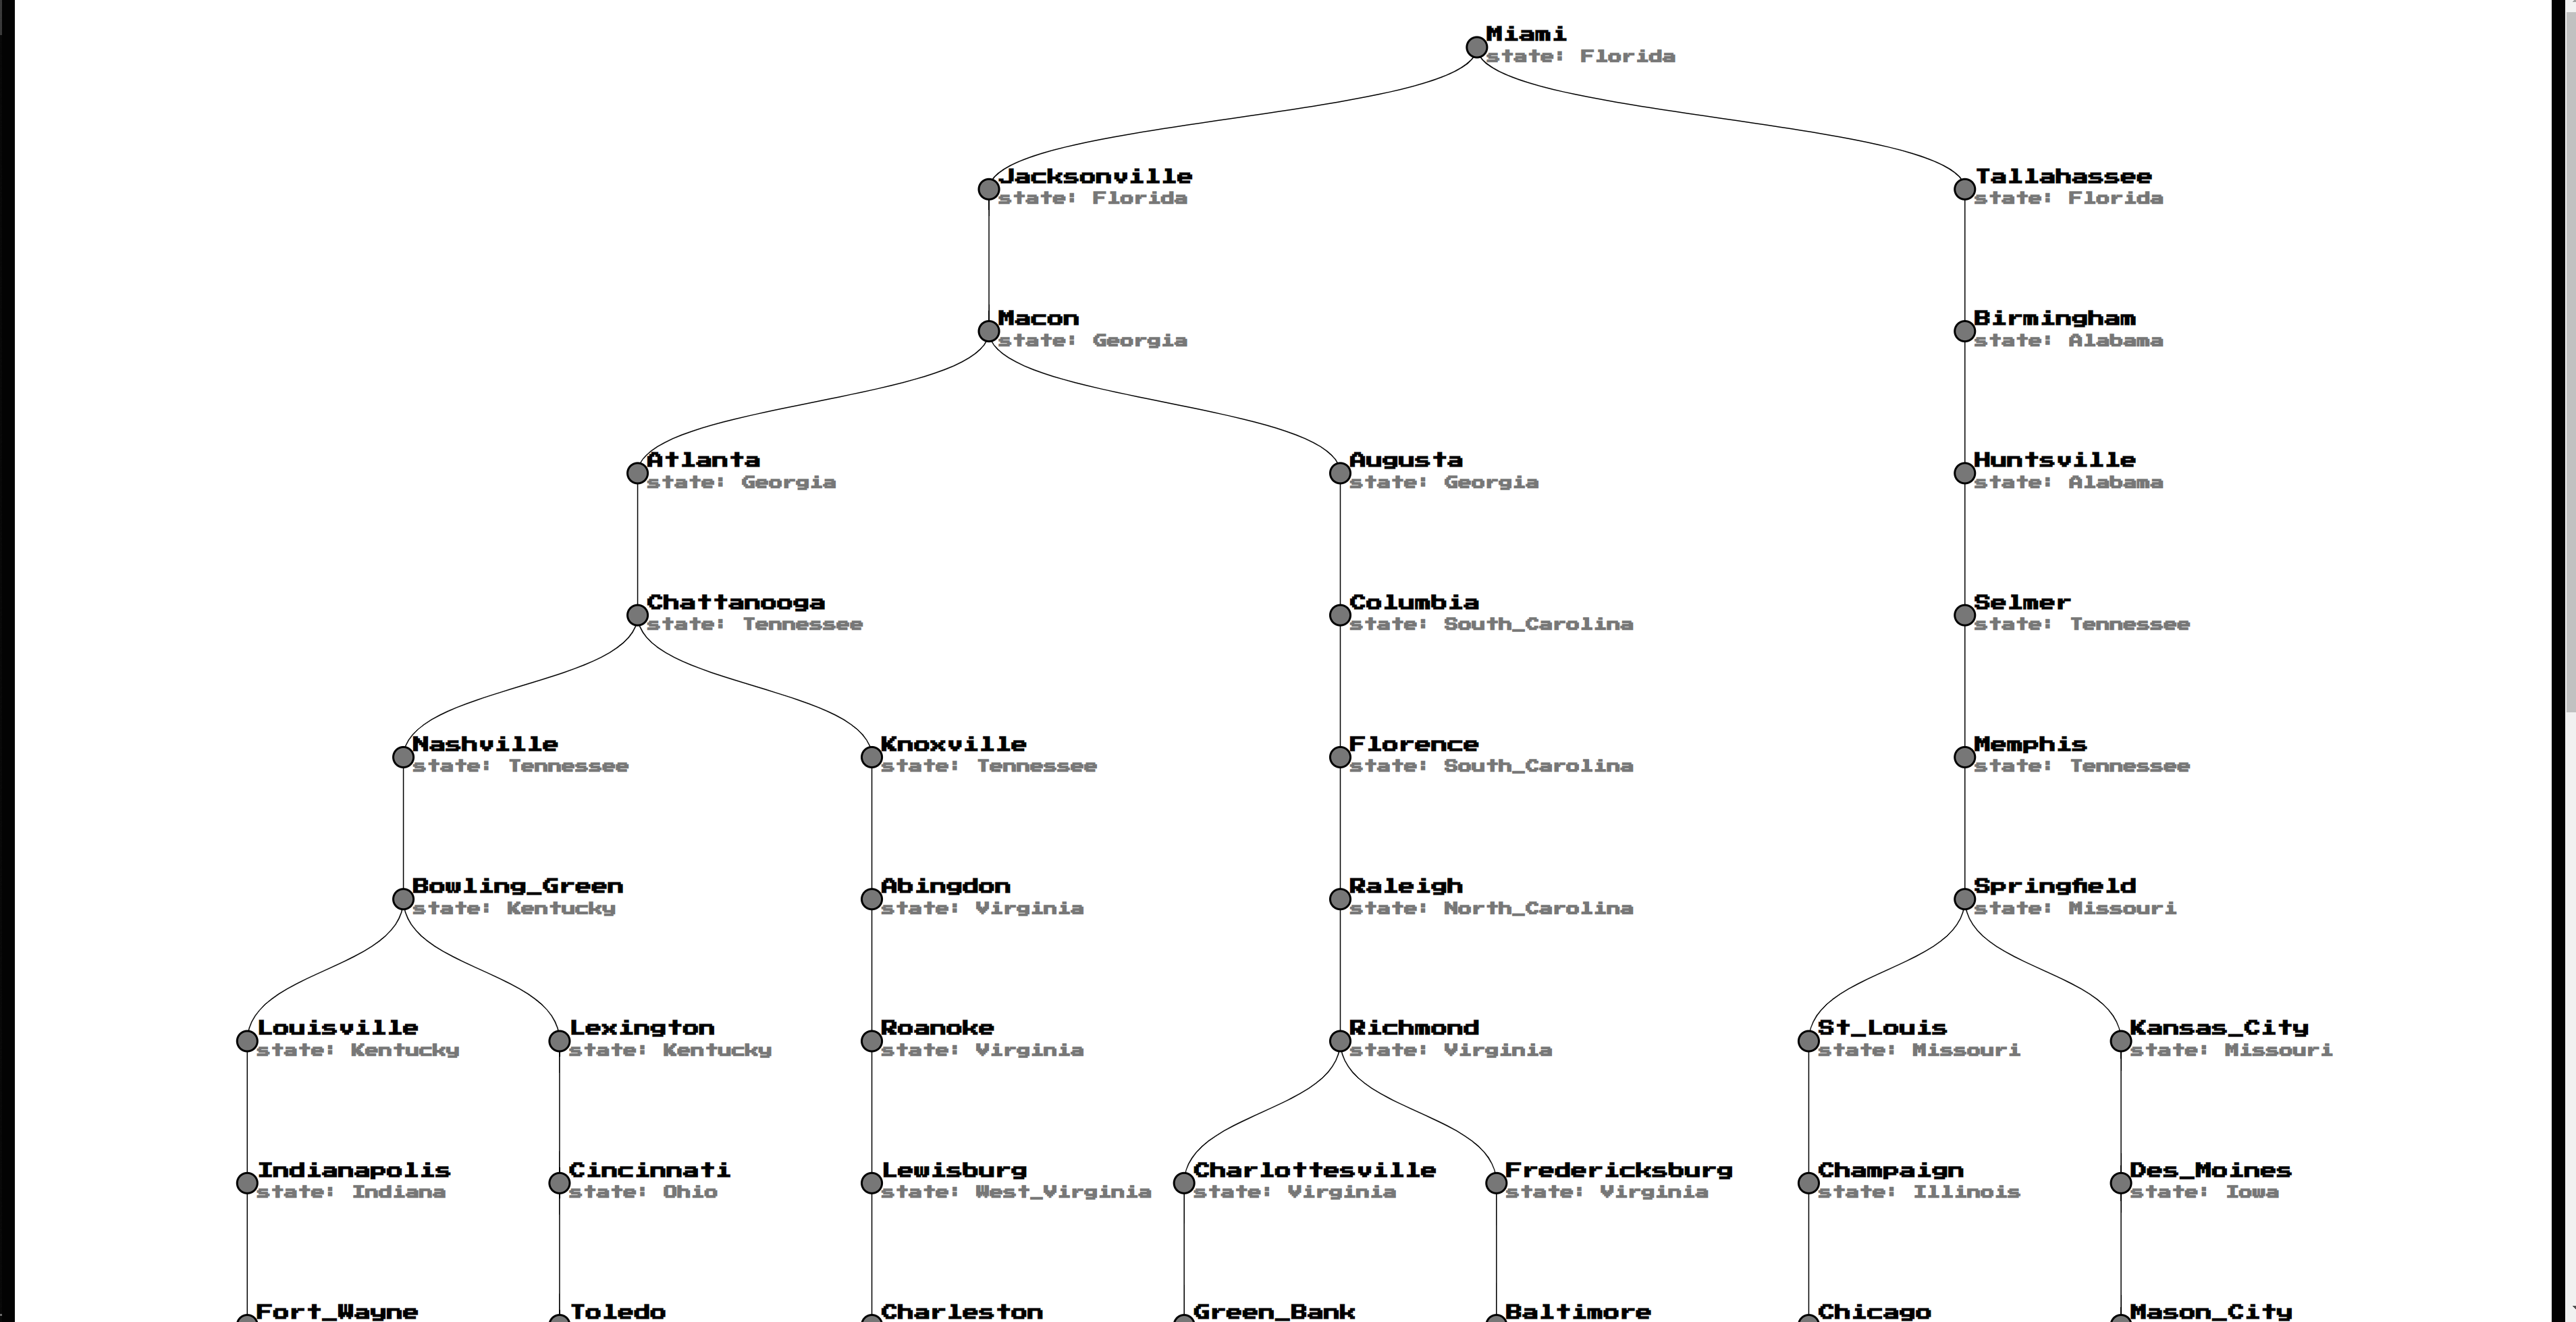 Miami
state: Florida
Jacksonville
state: Florida
Tallahassee
state: Florida
Macon
state: Georgia
Birmingham
state: Alabama
Atlanta
state: Georgia
Augusta
state: Georgia
Huntsville
state: Alabama
Chattanooga
state: Tennessee
Columbia
state: South_Carolina
Selmer
state: Tennessee
Nashville
state: Tennessee
Knoxville
state: Tennessee
Florence
state: South_Carolina
Memphis
state: Tennessee
Bowling_Green
state: Kentucky
Abingdon
state: Virginia
Raleigh
state: North_Carolina
Springfield
state: Missouri
Louisville
state: Kentucky
Lexington
state: Kentucky
Roanoke
state: Virginia
Richmond
state: Virginia
St_Louis
state: Missouri
Kansas_City
state: Missouri
Indianapolis
state: Indiana
Cincinnati
state: Ohio
Lewisburg
state: West_Virginia
Charlottesville
state: Virginia
Fredericksburg
state: Virginia
Champaign
state: Illinois
Des_Moines
state: Iowa
Fort_Wayne
Toledo
Charleston
Green_Bank
Baltimore
Chicago
Mason_City